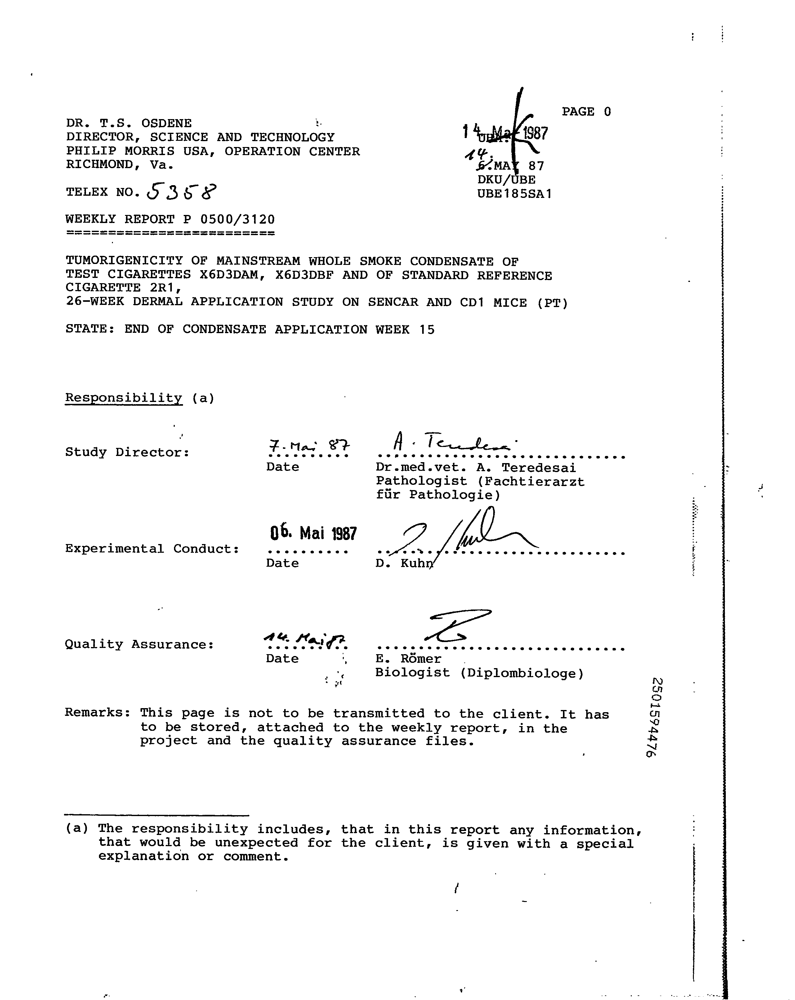 PAGE 0
DR. T.S. OSDENE
DIRECTOR, SCIENCE AND TECHNOLOGY
PHILIP MORRIS USA, OPERATION CENTER
RICHMOND, Va.
1987
14.
MAY 87
DKU/UBE
UBE185SA1
TELEX NO. 5358
WEEKLY REPORT P 0500/3120
=========================
TUMORIGENICITY OF MAINSTREAM WHOLE SMOKE CONDENSATE OF
TEST CIGARETTES X6D3DAM, X6D3DBF AND OF STANDARD REFERENCE
CIGARETTE 2R1,
26-WEEK DERMAL APPLICATION STUDY ON SENCAR AND CD1 MICE (PT)
STATE: END OF CONDENSATE APPLICATION WEEK 15
Responsibility (a)
Study Director: 7. Mai 87 A. Teredesai
Date Dr.med.vet. A. Teredesai
Pathologist (Fachtierarzt
für Pathologie)
06. Mai 1987
Experimental Conduct:
Date D. Kuhn
Quality Assurance: 14. Mai 87
Date E. Römer
Biologist (Diplombiologe)
Remarks: This page is not to be transmitted to the client. It has
to be stored, attached to the weekly report, in the
project and the quality assurance files.
2501594476
(a) The responsibility includes, that in this report any information,
that would be unexpected for the client, is given with a special
explanation or comment.